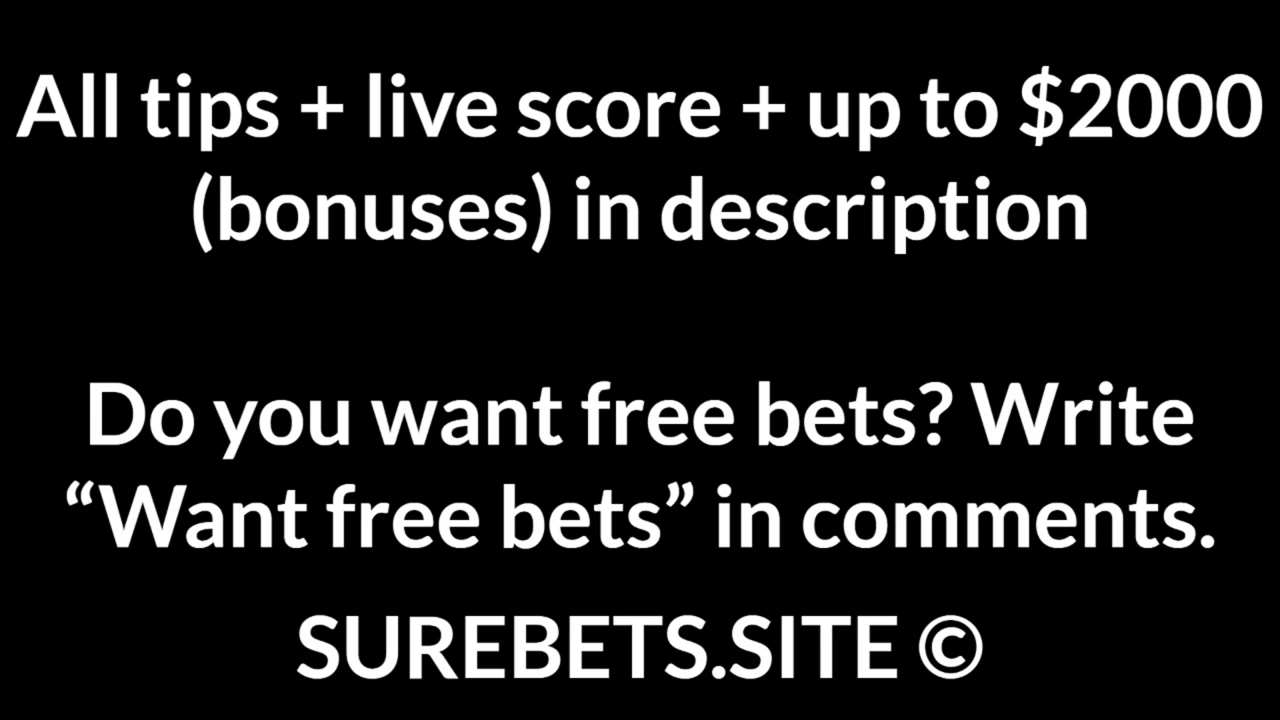 All tips + live score + up to $2000
(bonuses) in description
Do you want free bets? Write
“Want free bets” in comments.
SUREBETS.SITE ©